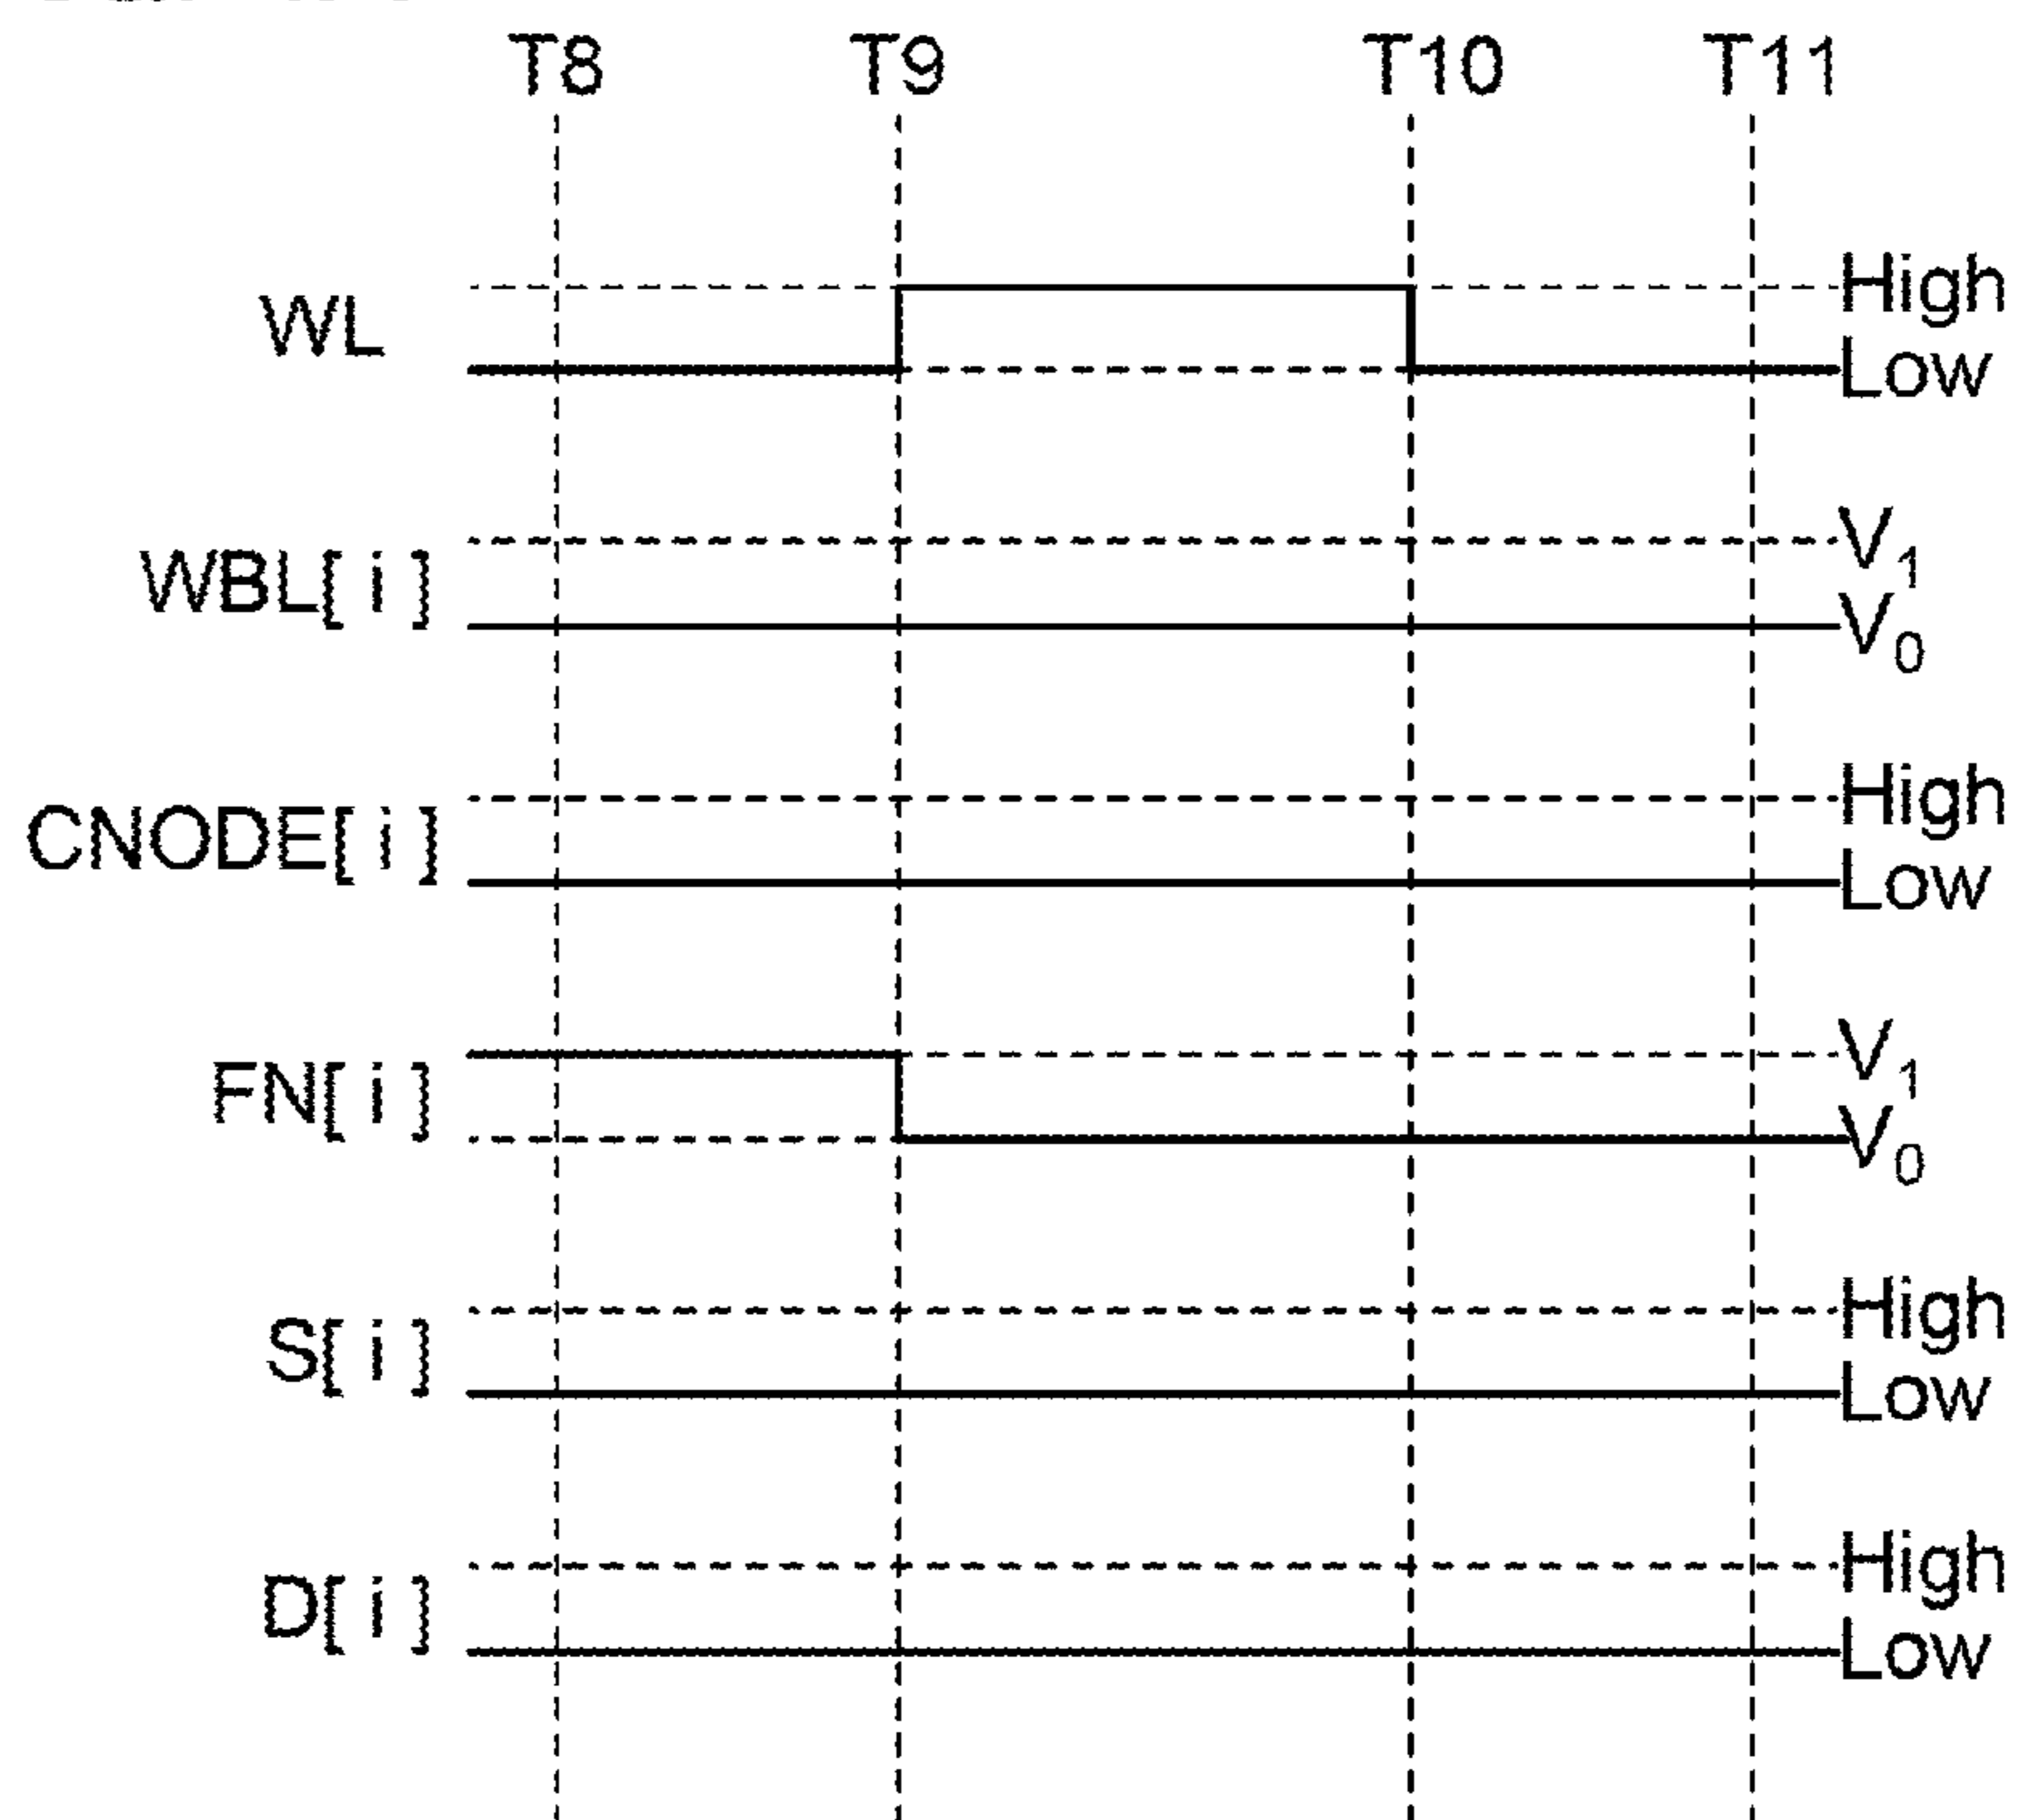 T8 T9 T10 T11
High
WL
Low
V1
WBL[ i ]
V0
High
CNODE[ i ]
Low
V1
FN[ i ]
V0
High
S[ i ]
Low
High
D[ i ]
Low